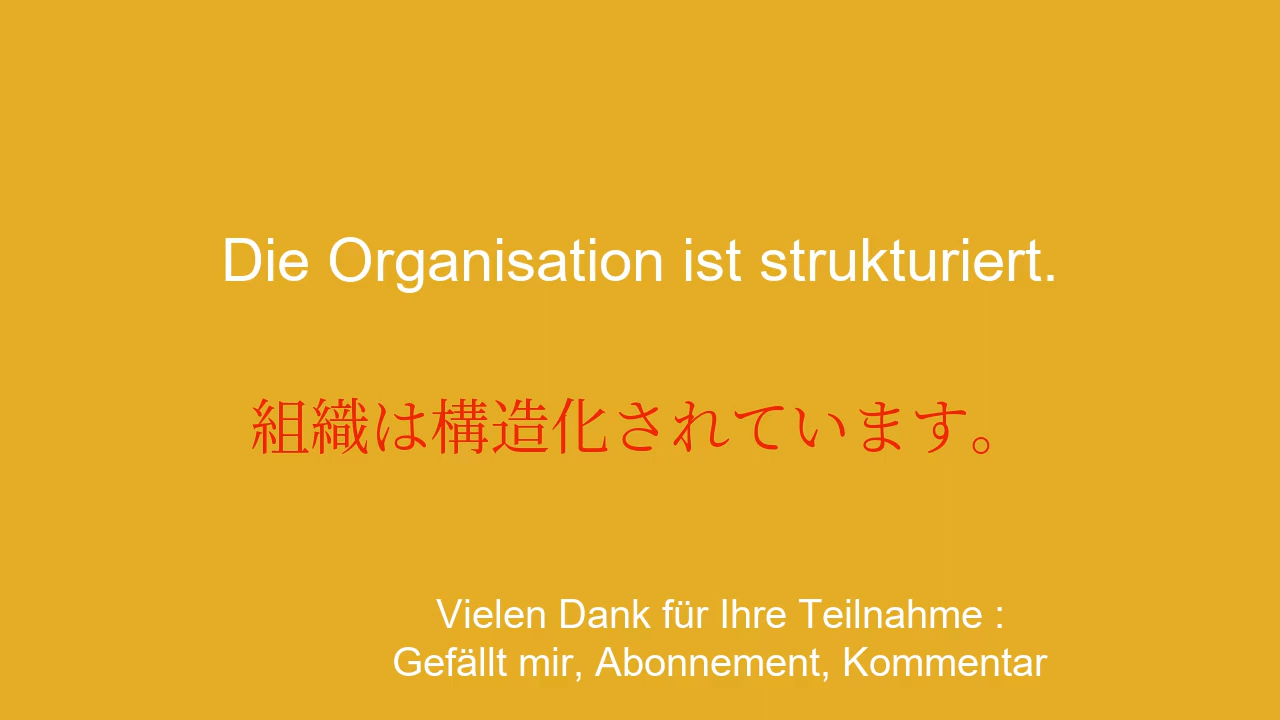 Die Organisation ist strukturiert.
組織は構造化されています。
Vielen Dank für Ihre Teilnahme :
Gefällt mir, Abonnement, Kommentar